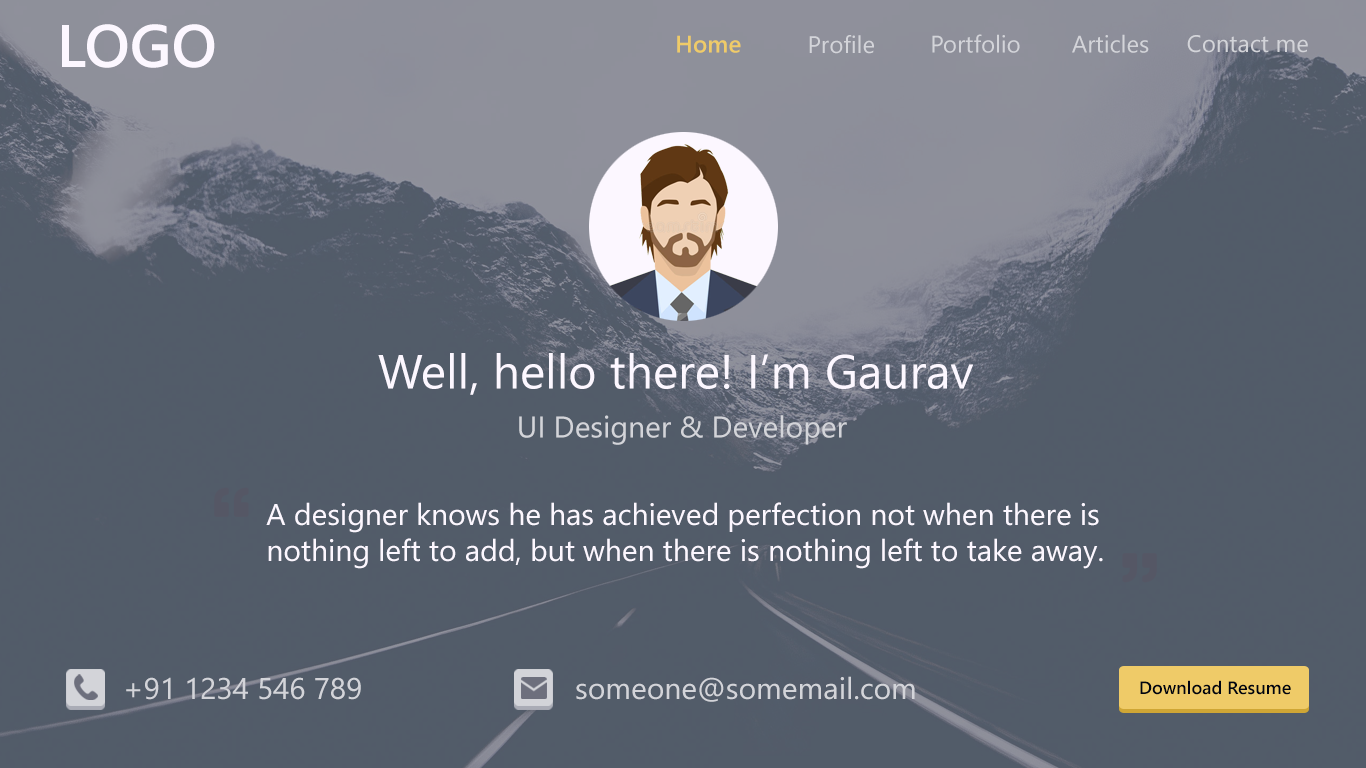 LOGO
Home Profile Portfolio Articles Contact me
Well, hello there! I’m Gaurav
UI Designer & Developer
“ A designer knows he has achieved perfection not when there is
nothing left to add, but when there is nothing left to take away. ”
+91 1234 546 789
someone@somemail.com
Download Resume